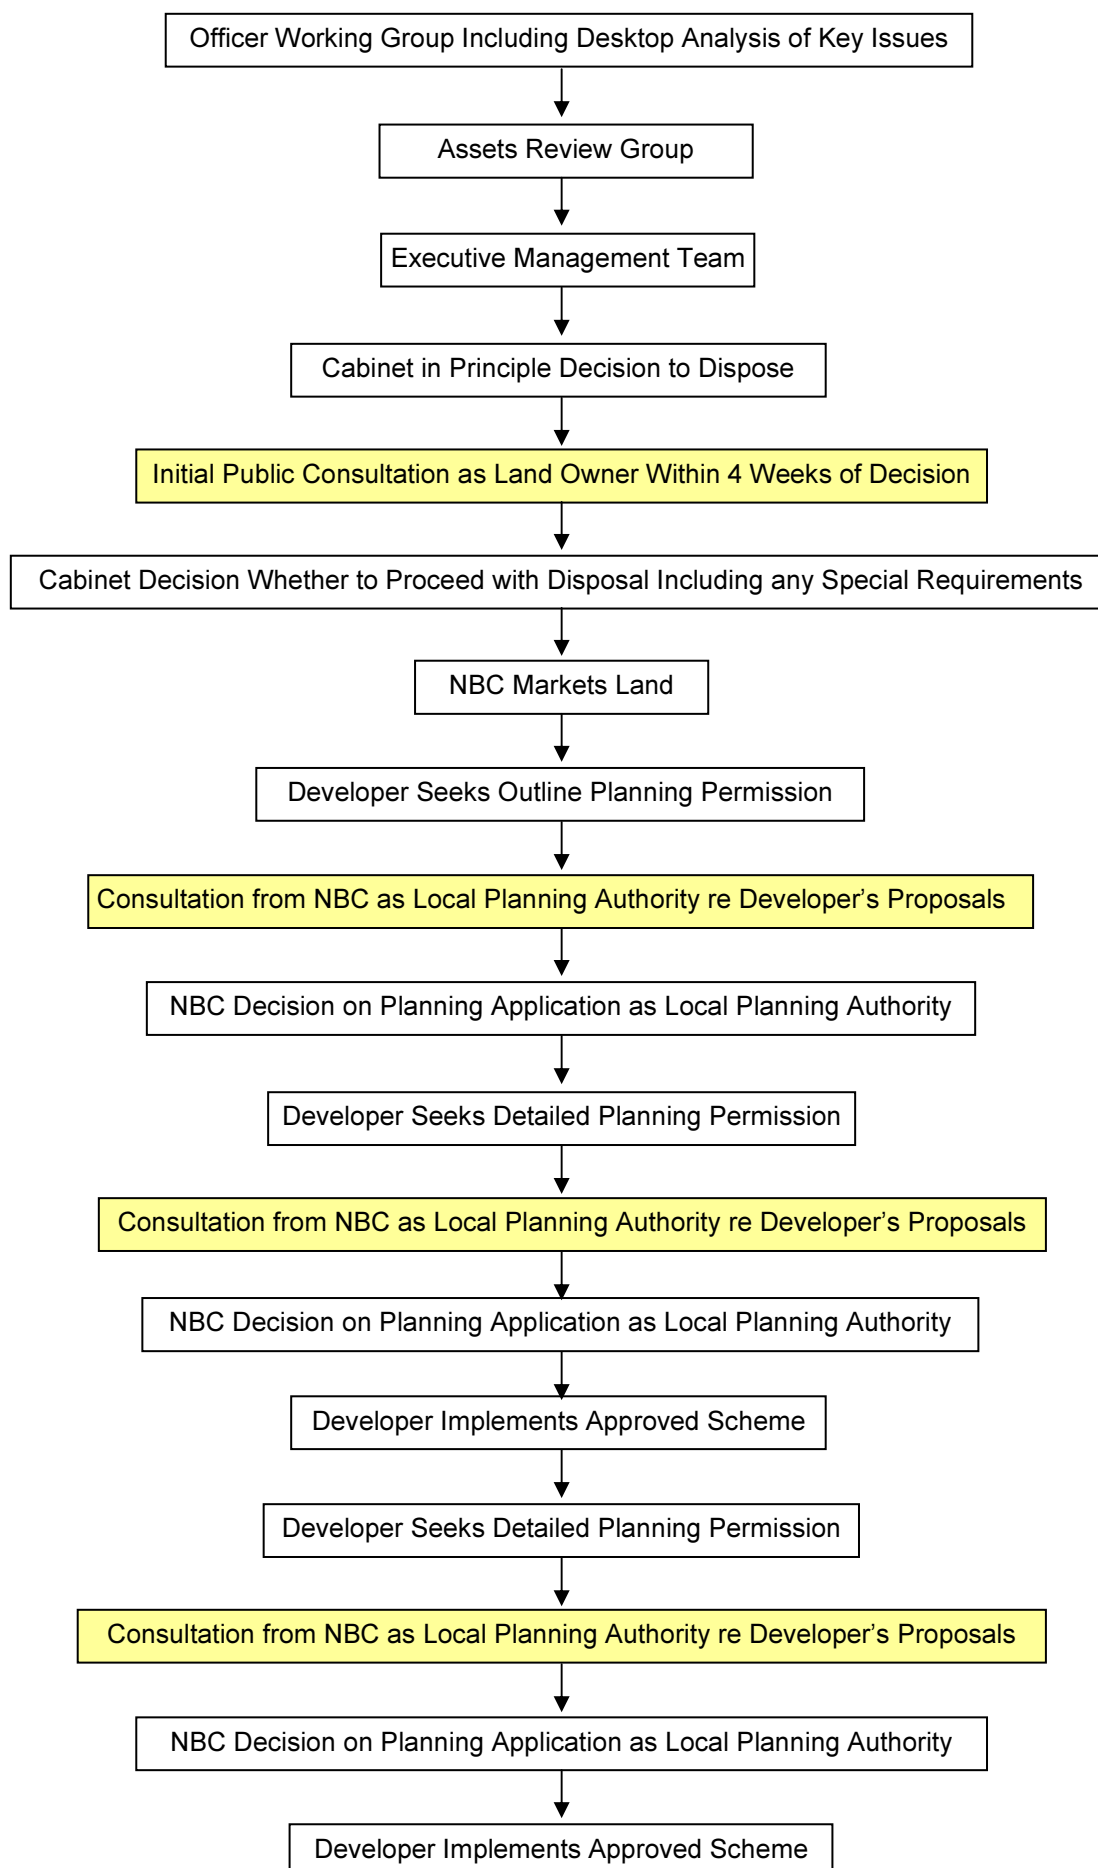 Officer Working Group Including Desktop Analysis of Key Issues
Assets Review Group
Executive Management Team
Cabinet in Principle Decision to Dispose
Initial Public Consultation as Land Owner Within 4 Weeks of Decision
Cabinet Decision Whether to Proceed with Disposal Including any Special Requirements
NBC Markets Land
Developer Seeks Outline Planning Permission
Consultation from NBC as Local Planning Authority re Developer’s Proposals
NBC Decision on Planning Application as Local Planning Authority
Developer Seeks Detailed Planning Permission
Consultation from NBC as Local Planning Authority re Developer’s Proposals
NBC Decision on Planning Application as Local Planning Authority
Developer Implements Approved Scheme
Developer Seeks Detailed Planning Permission
Consultation from NBC as Local Planning Authority re Developer’s Proposals
NBC Decision on Planning Application as Local Planning Authority
Developer Implements Approved Scheme